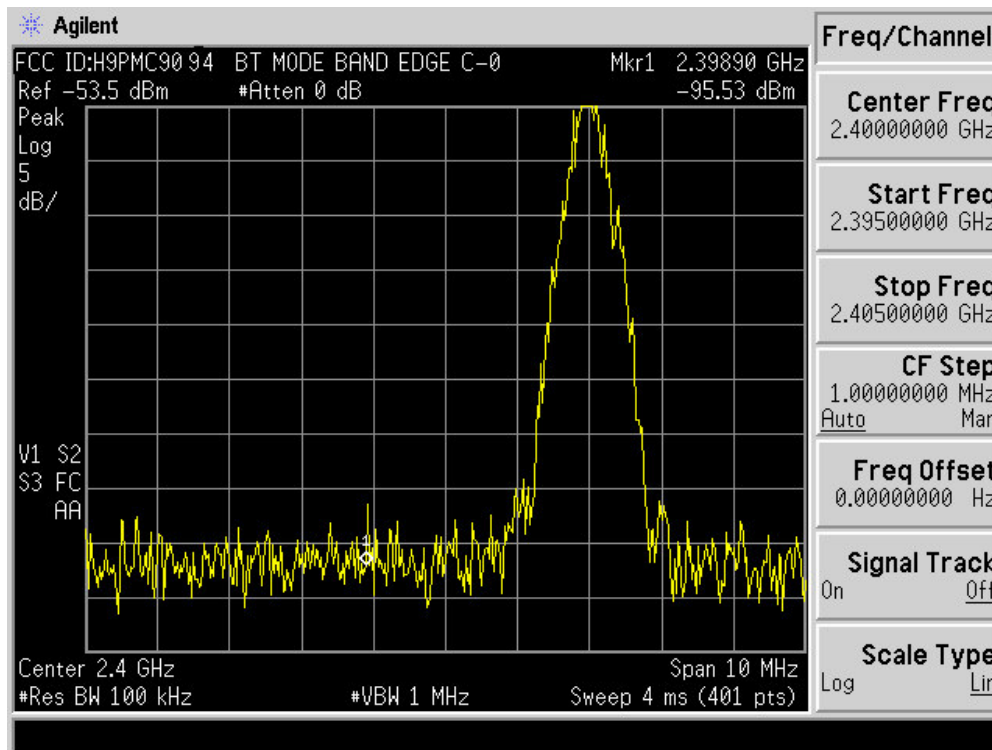 Agilent
FCC ID:H9PMC9094 BT MODE BAND EDGE C-0 Mkr1 2.39890 GHz
Ref -53.5 dBm #Atten 0 dB -95.53 dBm
Peak
Log
5
dB/
V1 S2
S3 FC
AA
1
Center 2.4 GHz Span 10 MHz
#Res BW 100 kHz #VBW 1 MHz Sweep 4 ms (401 pts)
Freq/Channel
Center Freq
2.40000000 GHz
Start Freq
2.39500000 GHz
Stop Freq
2.40500000 GHz
CF Step
1.00000000 MHz
Auto Man
Freq Offset
0.00000000 Hz
Signal Track
On Off
Scale Type
Log Lin